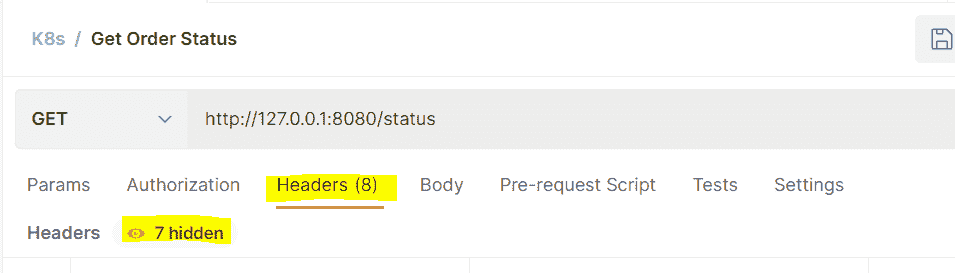 K8s / Get Order Status
GET http://127.0.0.1:8080/status
Params Authorization Headers (8) Body Pre-request Script Tests Settings
Headers 7 hidden